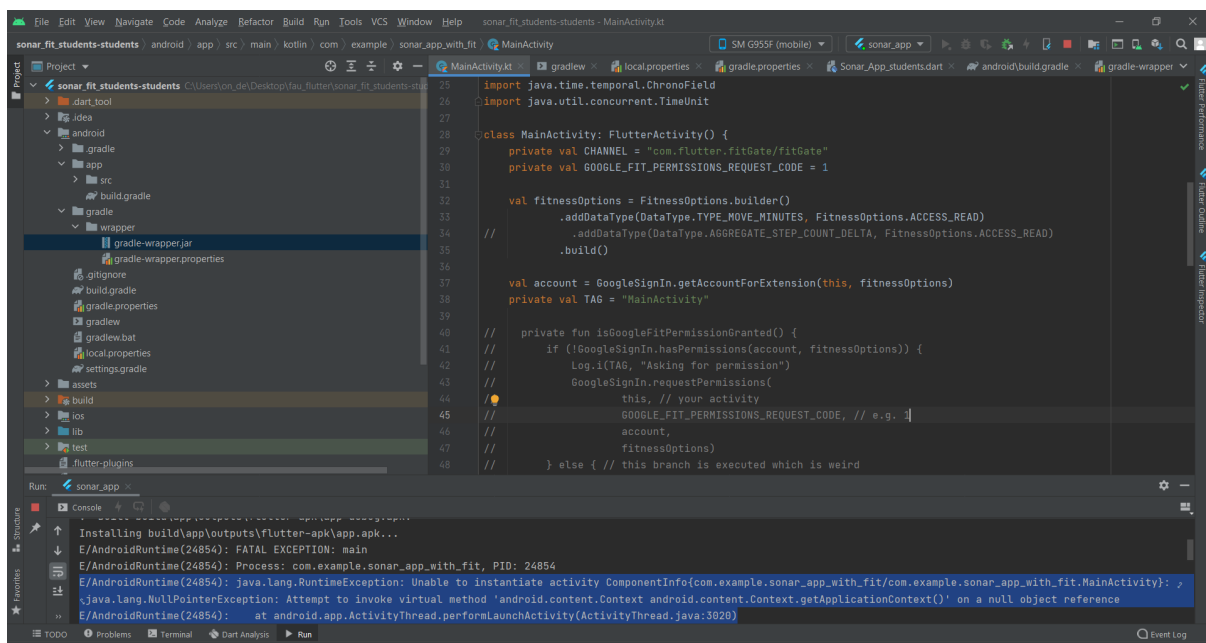 File Edit View Navigate Code Analyze Refactor Build Run Tools VCS Window Help sonar_fit_students-students - MainActivity.kt
sonar_fit_students-students android app src main kotlin com example sonar_app_with_fit MainActivity
SM G955F (mobile) sonar_app
Project
MainActivity.kt gradlew local.properties gradle.properties Sonar_App_students.dart android\build.gradle gradle-wrapper
Project
sonar_fit_students-students C:\Users\on_de\Desktop\fau_flutter\sonar_fit_students-stud
.dart_tool
.idea
android
.gradle
app
src
build.gradle
gradle
wrapper
gradle-wrapper.jar
gradle-wrapper.properties
.gitignore
build.gradle
gradle.properties
gradlew
gradlew.bat
local.properties
settings.gradle
assets
build
ios
lib
test
.flutter-plugins
25 import java.time.temporal.ChronoField
26 import java.util.concurrent.TimeUnit
27
28 class MainActivity: FlutterActivity() {
29 private val CHANNEL = "com.flutter.fitGate/fitGate"
30 private val GOOGLE_FIT_PERMISSIONS_REQUEST_CODE = 1
31
32 val fitnessOptions = FitnessOptions.builder()
33 .addDataType(DataType.TYPE_MOVE_MINUTES, FitnessOptions.ACCESS_READ)
34 // .addDataType(DataType.AGGREGATE_STEP_COUNT_DELTA, FitnessOptions.ACCESS_READ)
35 .build()
36
37 val account = GoogleSignIn.getAccountForExtension(this, fitnessOptions)
38 private val TAG = "MainActivity"
39
40 // private fun isGoogleFitPermissionGranted() {
41 // if (!GoogleSignIn.hasPermissions(account, fitnessOptions)) {
42 // Log.i(TAG, "Asking for permission")
43 // GoogleSignIn.requestPermissions(
44 / this, // your activity
45 // GOOGLE_FIT_PERMISSIONS_REQUEST_CODE, // e.g. 1
46 // account,
47 // fitnessOptions)
48 // } else { // this branch is executed which is weird
Flutter Performance
Flutter Outline
Flutter Inspector
Run: sonar_app
Console
Structure
Favorites
Installing build\app\outputs\flutter-apk\app.apk...
E/AndroidRuntime(24854): FATAL EXCEPTION: main
E/AndroidRuntime(24854): Process: com.example.sonar_app_with_fit, PID: 24854
E/AndroidRuntime(24854): java.lang.RuntimeException: Unable to instantiate activity ComponentInfo{com.example.sonar_app_with_fit/com.example.sonar_app_with_fit.MainActivity}:
java.lang.NullPointerException: Attempt to invoke virtual method 'android.content.Context android.content.Context.getApplicationContext()' on a null object reference
E/AndroidRuntime(24854): at android.app.ActivityThread.performLaunchActivity(ActivityThread.java:3020)
TODO Problems Terminal Dart Analysis Run Event Log